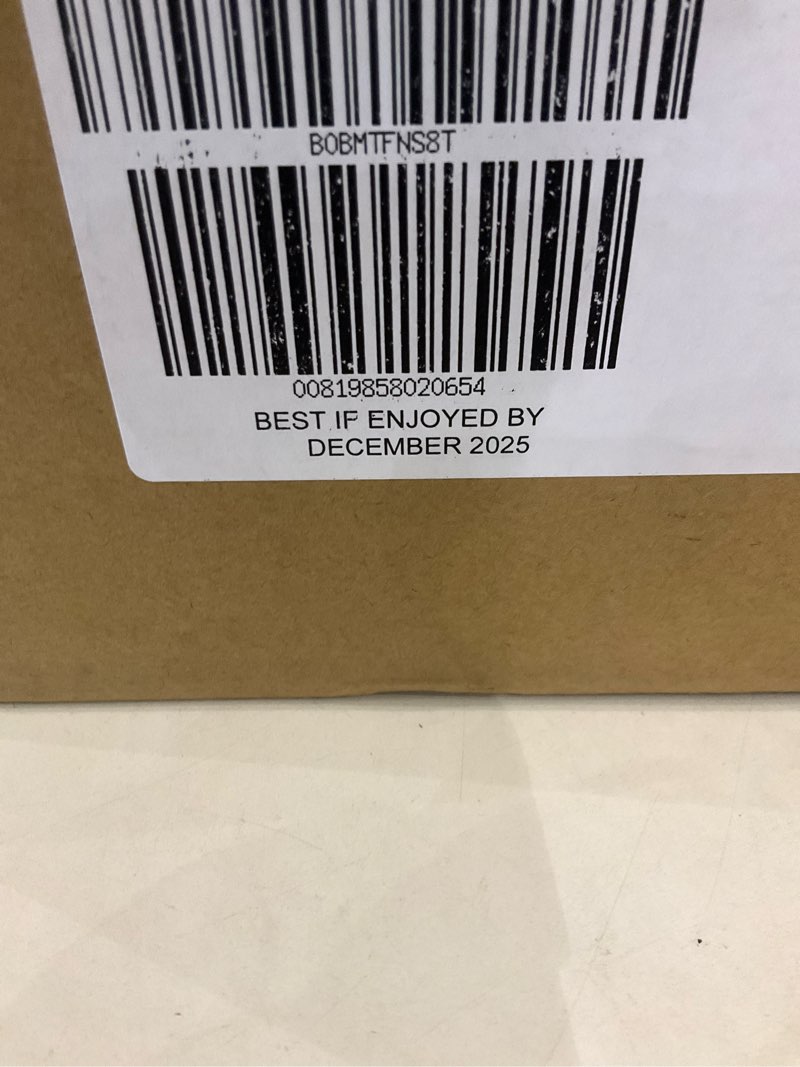 B0BMTFNS8T
00819858020654
BEST IF ENJOYED BY
DECEMBER 2025